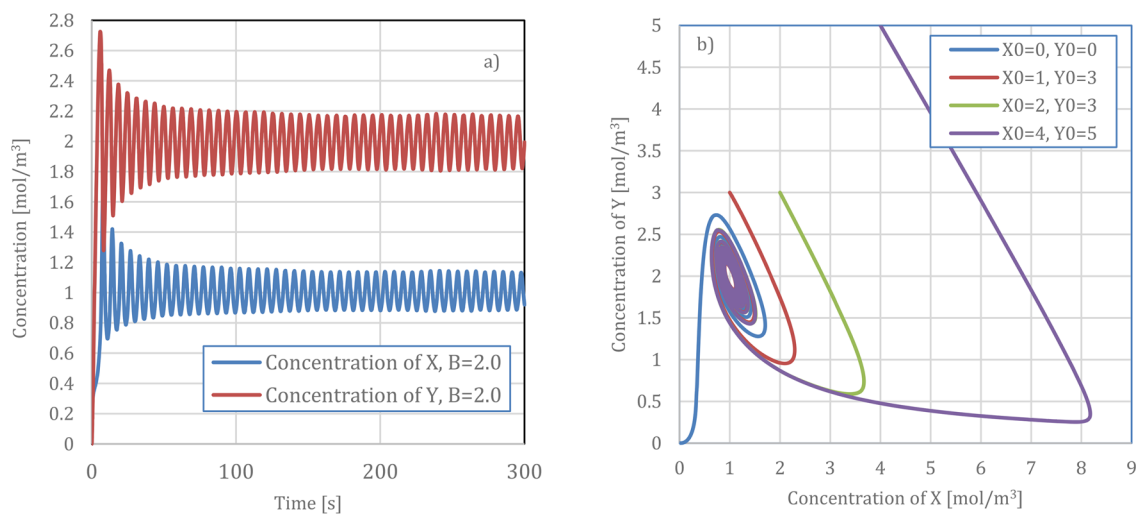 a)
Concentration [mol/m³]
2.8
2.6
2.4
2.2
2
1.8
1.6
1.4
1.2
1
0.8
0.6
0.4
0.2
0
Concentration of X, B=2.0
Concentration of Y, B=2.0
0 100 200 300
Time [s]
b)
Concentration of Y [mol/m³]
5
4.5
4
3.5
3
2.5
2
1.5
1
0.5
0
X0=0, Y0=0
X0=1, Y0=3
X0=2, Y0=3
X0=4, Y0=5
0 1 2 3 4 5 6 7 8 9
Concentration of X [mol/m³]